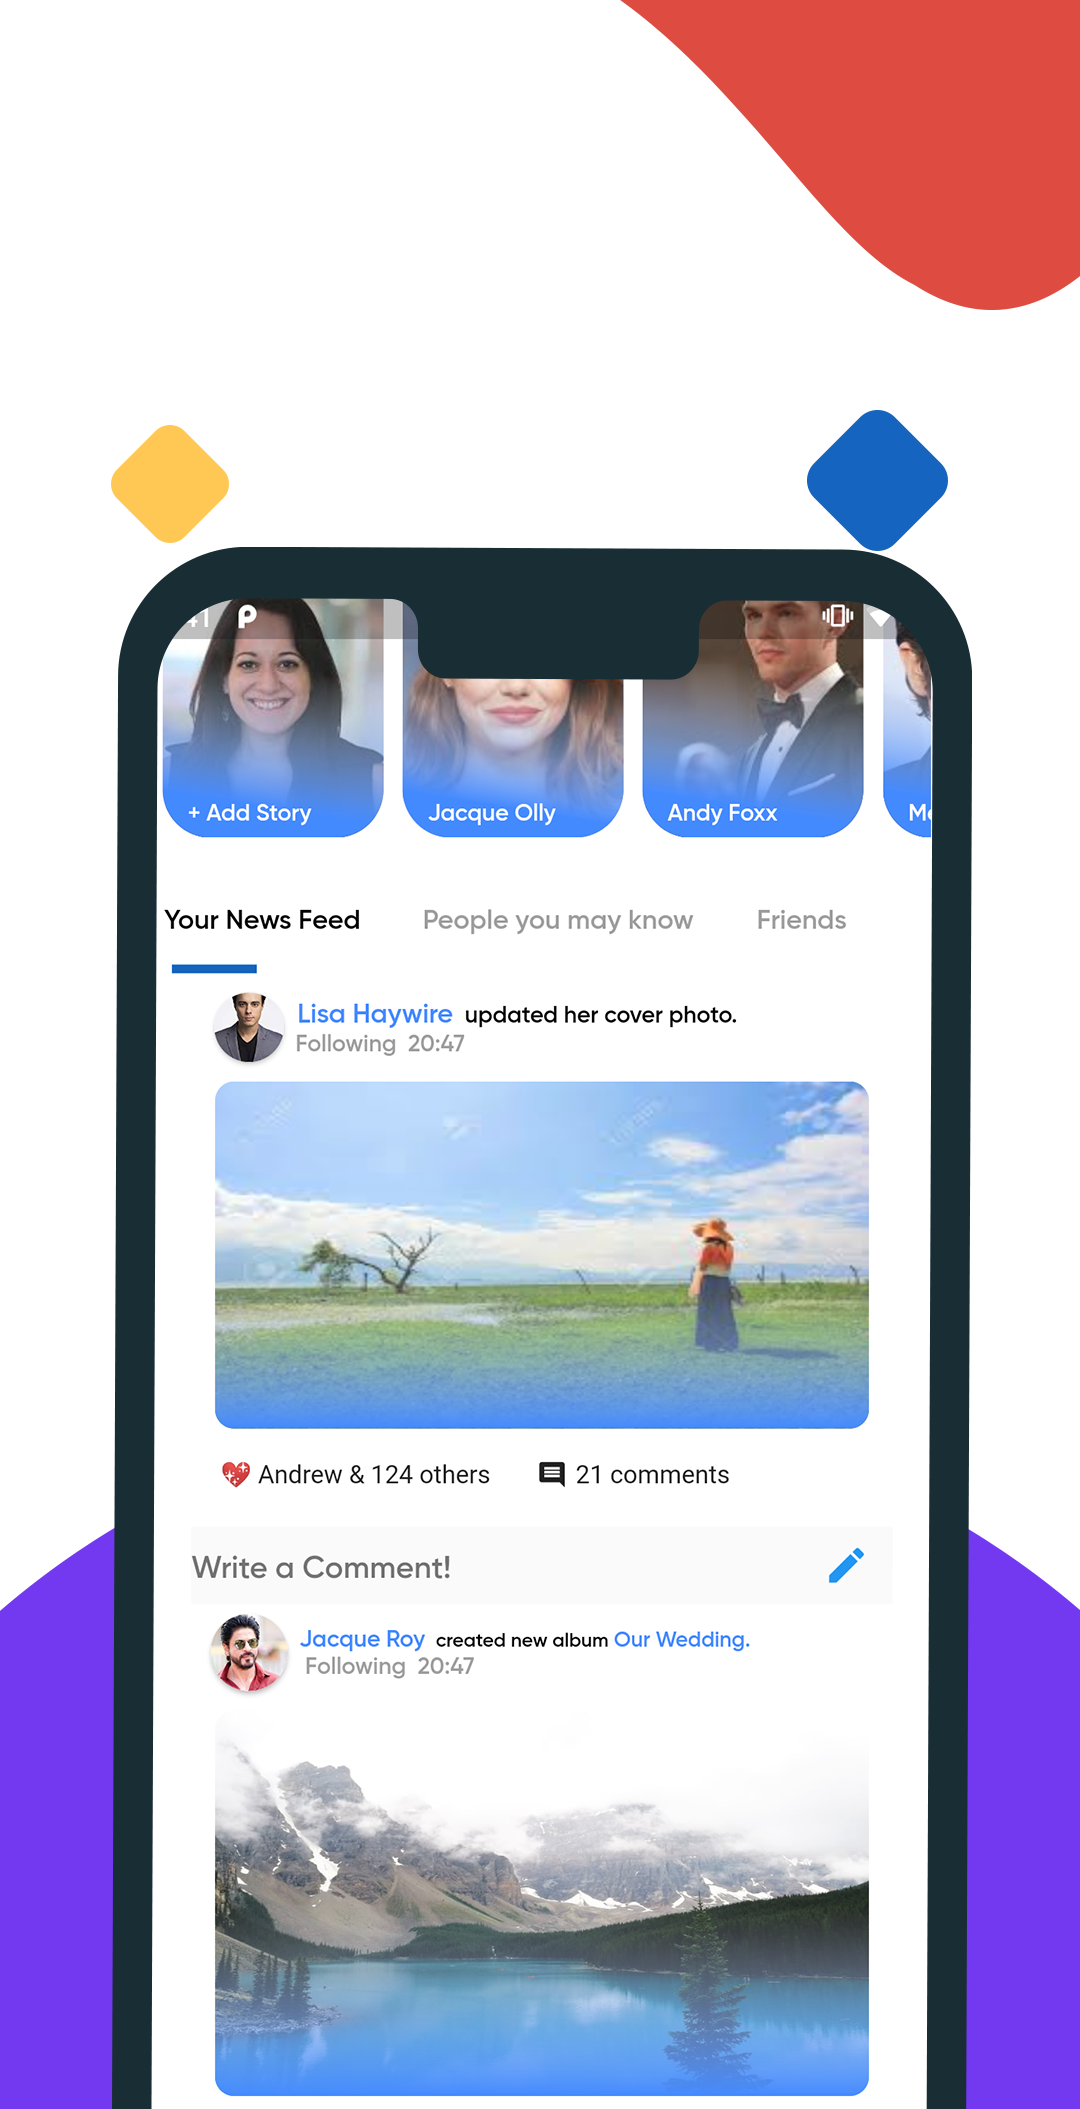 41
+ Add Story
Jacque Olly
Andy Foxx
Your News Feed
People you may know
Friends
Lisa Haywire updated her cover photo.
Following 20:47
Andrew & 124 others
21 comments
Write a Comment!
Jacque Roy created new album Our Wedding.
Following 20:47